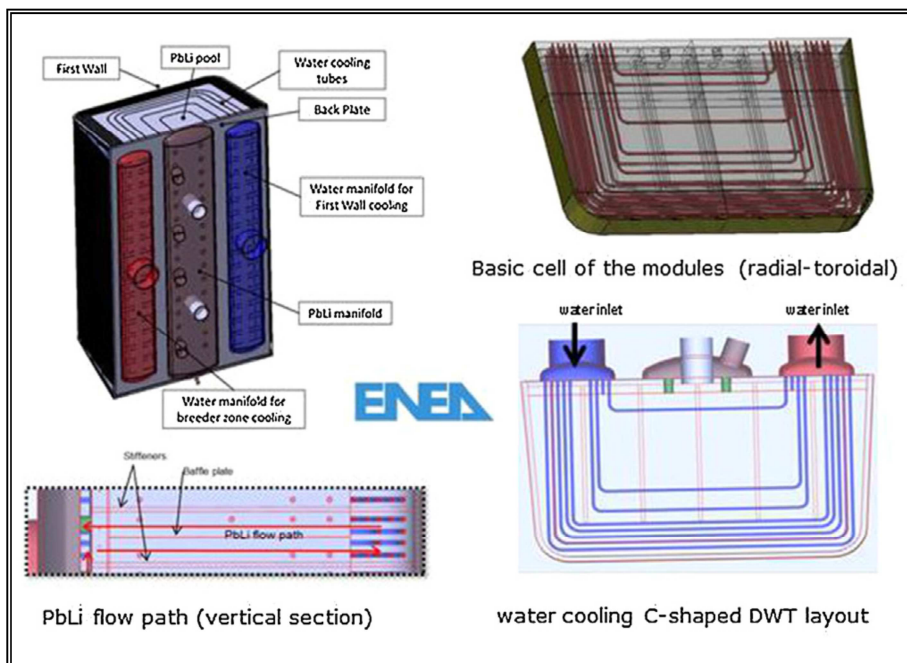 PbLi pool
First Wall
Water cooling
tubes
Back Plate
Water manifold for
First Wall cooling
PbLi manifold
Water manifold for
breeder zone cooling
Basic cell of the modules (radial-toroidal)
water inlet
water inlet
ENEA
Stiffeners
Baffle plate
PbLi flow path
PbLi flow path (vertical section)
water cooling C-shaped DWT layout